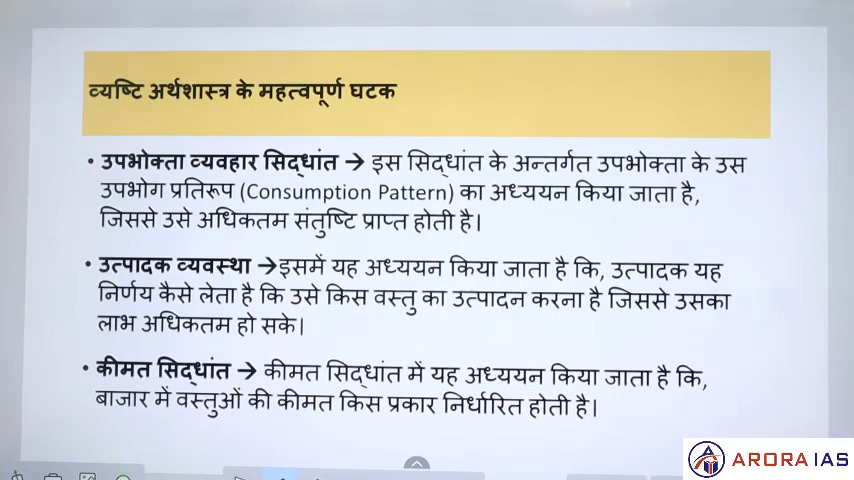 व्यष्टि अर्थशास्त्र के महत्वपूर्ण घटक
• उपभोक्ता व्यवहार सिद्धांत → इस सिद्धांत के अन्तर्गत उपभोक्ता के उस
उपभोग प्रतिरूप (Consumption Pattern) का अध्ययन किया जाता है,
जिससे उसे अधिकतम संतुष्टि प्राप्त होती है।
• उत्पादक व्यवस्था →इसमें यह अध्ययन किया जाता है कि, उत्पादक यह
निर्णय कैसे लेता है कि उसे किस वस्तु का उत्पादन करना है जिससे उसका
लाभ अधिकतम हो सके।
• कीमत सिद्धांत → कीमत सिद्धांत में यह अध्ययन किया जाता है कि,
बाजार में वस्तुओं की कीमत किस प्रकार निर्धारित होती है।
ARORA IAS